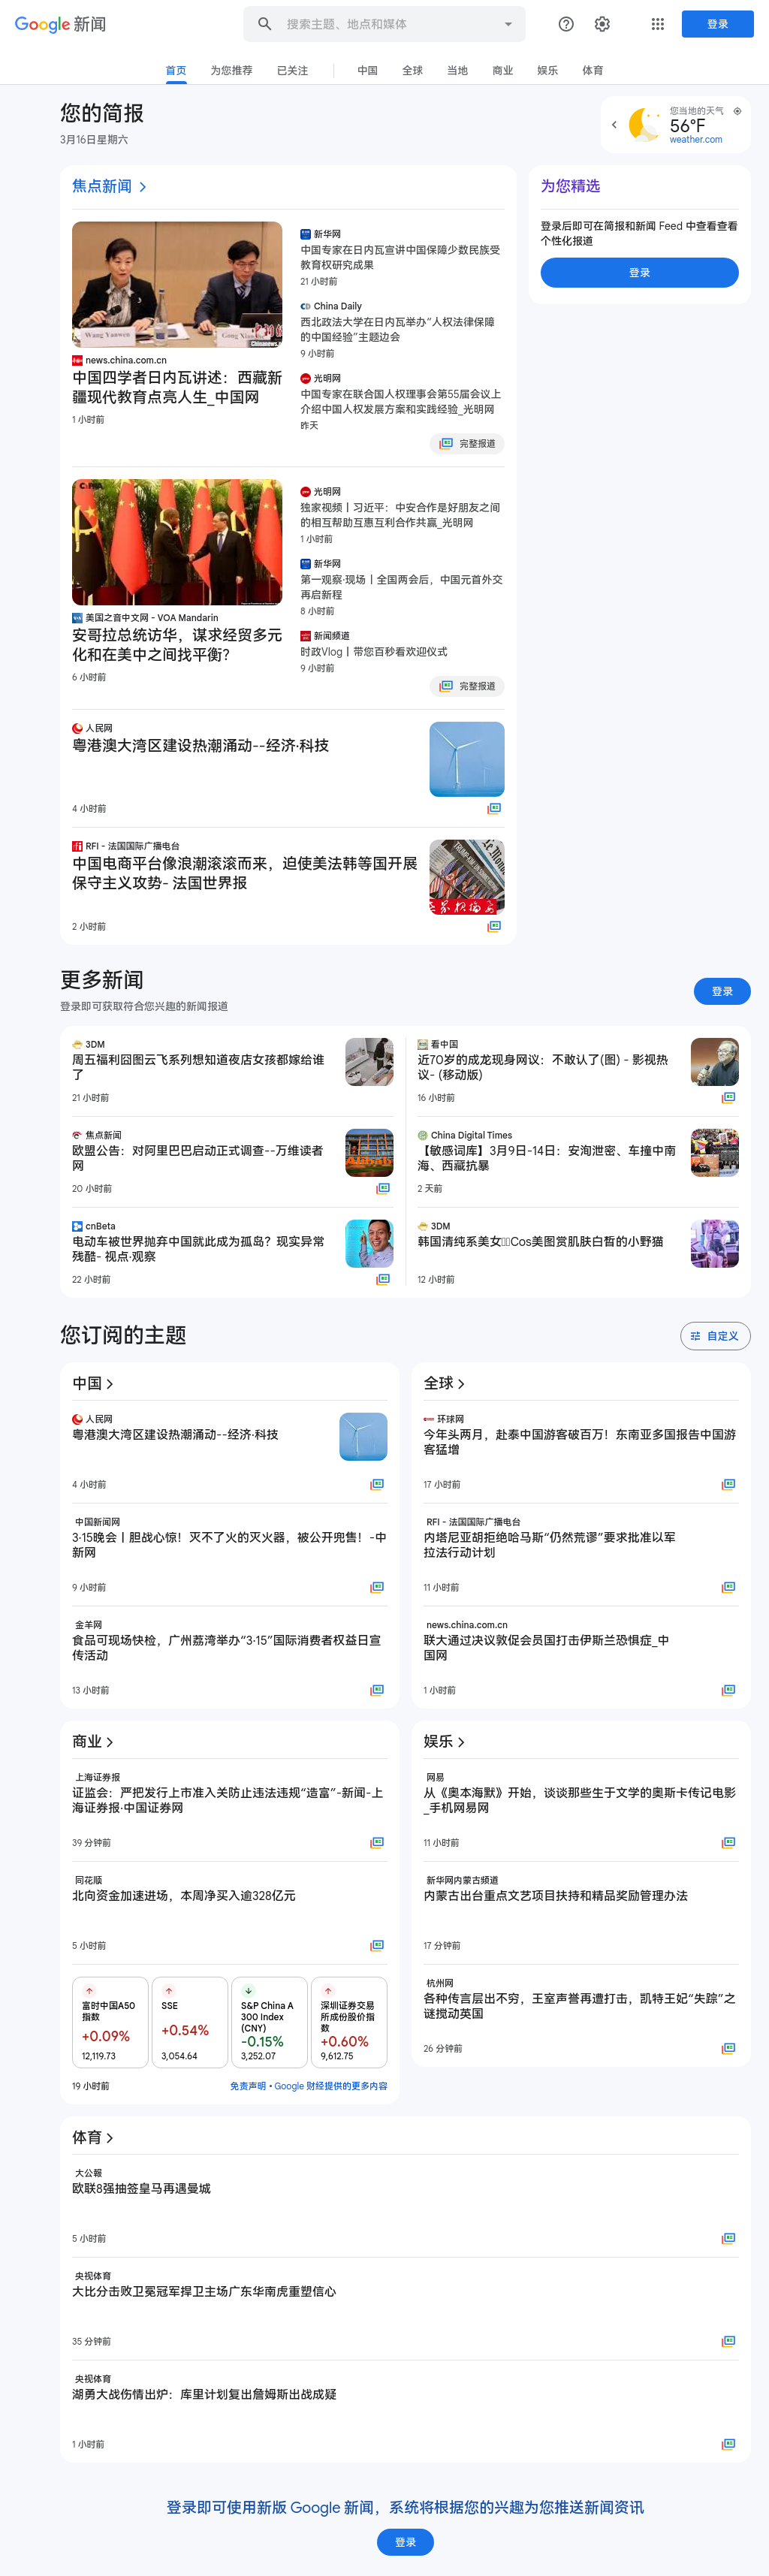 Google 新闻
搜索主题、地点和媒体
登录
首页
为您推荐
已关注
中国
全球
当地
商业
娱乐
体育
您的简报
3月16日星期六
您当地的天气
56°F
weather.com
焦点新闻
news.china.com.cn
中国四学者日内瓦讲述：西藏新
疆现代教育点亮人生_中国网
1 小时前
新华网
中国专家在日内瓦宣讲中国保障少数民族受
教育权研究成果
21 小时前
China Daily
西北政法大学在日内瓦举办“人权法律保障
的中国经验”主题边会
9 小时前
光明网
中国专家在联合国人权理事会第55届会议上
介绍中国人权发展方案和实践经验_光明网
昨天
完整报道
为您精选
登录后即可在简报和新闻 Feed 中查看查看
个性化报道
登录
美国之音中文网 - VOA Mandarin
安哥拉总统访华，谋求经贸多元
化和在美中之间找平衡？
6 小时前
光明网
独家视频丨习近平：中安合作是好朋友之间
的相互帮助互惠互利合作共赢_光明网
1 小时前
新华网
第一观察·现场丨全国两会后，中国元首外交
再启新程
8 小时前
新闻频道
时政Vlog丨带您百秒看欢迎仪式
9 小时前
完整报道
人民网
粤港澳大湾区建设热潮涌动--经济·科技
4 小时前
RFI - 法国国际广播电台
中国电商平台像浪潮滚滚而来，迫使美法韩等国开展
保守主义攻势- 法国世界报
2 小时前
更多新闻
登录即可获取符合您兴趣的新闻报道
登录
3DM
周五福利囧图云飞系列想知道夜店女孩都嫁给谁
了
21 小时前
焦点新闻
欧盟公告：对阿里巴巴启动正式调查--万维读者
网
20 小时前
cnBeta
电动车被世界抛弃中国就此成为孤岛？现实异常
残酷- 视点·观察
22 小时前
看中国
近70岁的成龙现身网议：不敢认了(图) - 影视热
议- (移动版)
16 小时前
China Digital Times
【敏感词库】3月9日-14日：安洵泄密、车撞中南
海、西藏抗暴
2 天前
3DM
韩国清纯系美女▯▯Cos美图赏肌肤白皙的小野猫
12 小时前
您订阅的主题
自定义
中国
人民网
粤港澳大湾区建设热潮涌动--经济·科技
4 小时前
中国新闻网
3·15晚会丨胆战心惊！灭不了火的灭火器，被公开兜售！-中
新网
9 小时前
金羊网
食品可现场快检，广州荔湾举办“3·15”国际消费者权益日宣
传活动
13 小时前
全球
环球网
今年头两月，赴泰中国游客破百万！东南亚多国报告中国游
客猛增
17 小时前
RFI - 法国国际广播电台
内塔尼亚胡拒绝哈马斯“仍然荒谬”要求批准以军
拉法行动计划
11 小时前
news.china.com.cn
联大通过决议敦促会员国打击伊斯兰恐惧症_中
国网
1 小时前
商业
上海证券报
证监会：严把发行上市准入关防止违法违规“造富”-新闻-上
海证券报·中国证券网
39 分钟前
同花顺
北向资金加速进场，本周净买入逾328亿元
5 小时前
富时中国A50
指数
+0.09%
12,119.73
SSE
+0.54%
3,054.64
S&P China A
300 Index
(CNY)
-0.15%
3,252.07
深圳证券交易
所成份股价指
数
+0.60%
9,612.75
19 小时前
免责声明 • Google 财经提供的更多内容
娱乐
网易
从《奥本海默》开始，谈谈那些生于文学的奥斯卡传记电影
_手机网易网
11 小时前
新华网内蒙古频道
内蒙古出台重点文艺项目扶持和精品奖励管理办法
17 分钟前
杭州网
各种传言层出不穷，王室声誉再遭打击，凯特王妃“失踪”之
谜搅动英国
26 分钟前
体育
大公報
欧联8强抽签皇马再遇曼城
5 小时前
央视体育
大比分击败卫冕冠军捍卫主场广东华南虎重塑信心
35 分钟前
央视体育
湖勇大战伤情出炉：库里计划复出詹姆斯出战成疑
1 小时前
登录即可使用新版 Google 新闻，系统将根据您的兴趣为您推送新闻资讯
登录